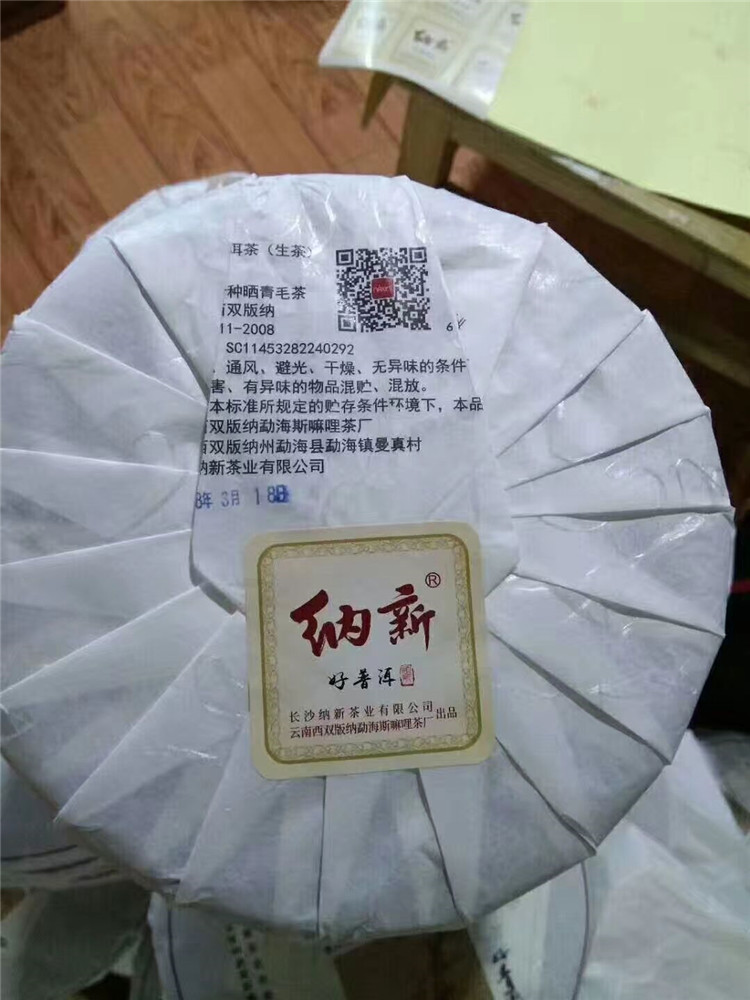 纳新
洱茶（生茶）
种晒青毛茶
双版纳
11-2008
SC11453282240292
、通风、避光、干燥、无异味的条件
害、有异味的物品混贮、混放。
本标准所规定的贮存条件环境下，本品
双版纳勐海斯嘛哩茶厂
双版纳州勐海县勐海镇曼真村
纳新茶业有限公司
8年 3月 18日
纳新®
好普洱
长沙纳新茶业有限公司
云南西双版纳勐海斯嘛哩茶厂 出品